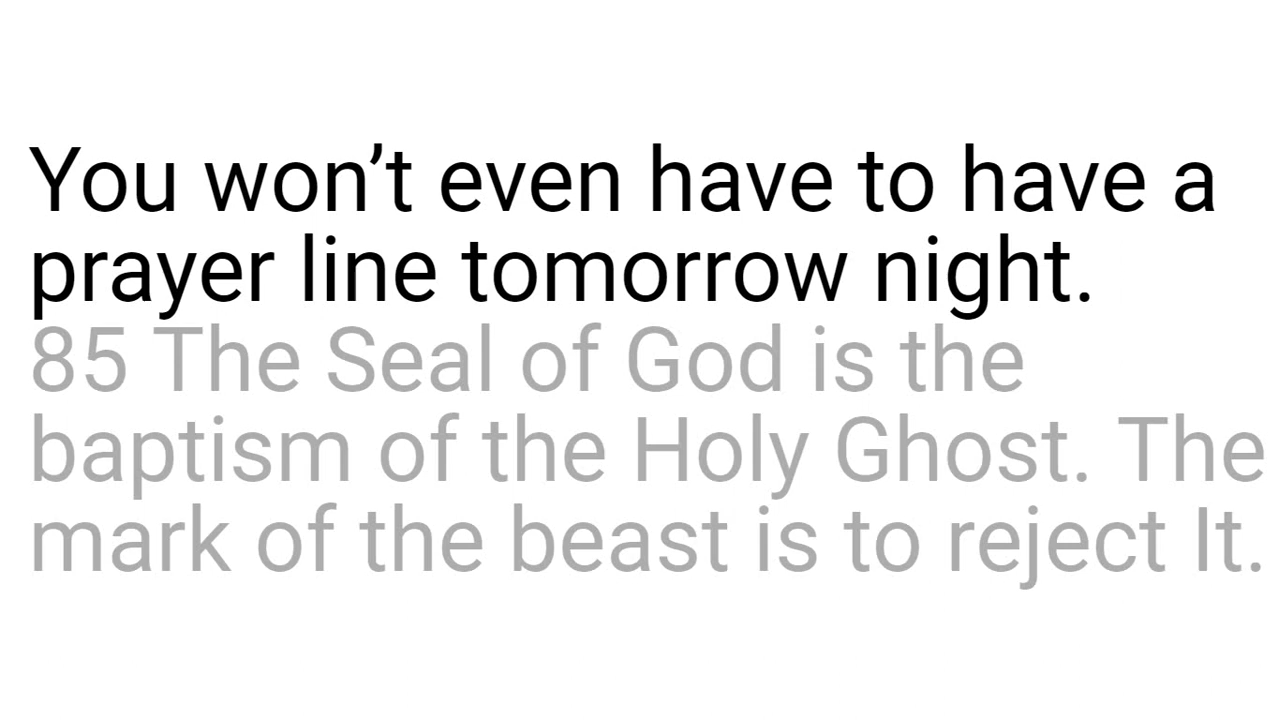 You won’t even have to have a
prayer line tomorrow night.
85 The Seal of God is the
baptism of the Holy Ghost. The
mark of the beast is to reject It.